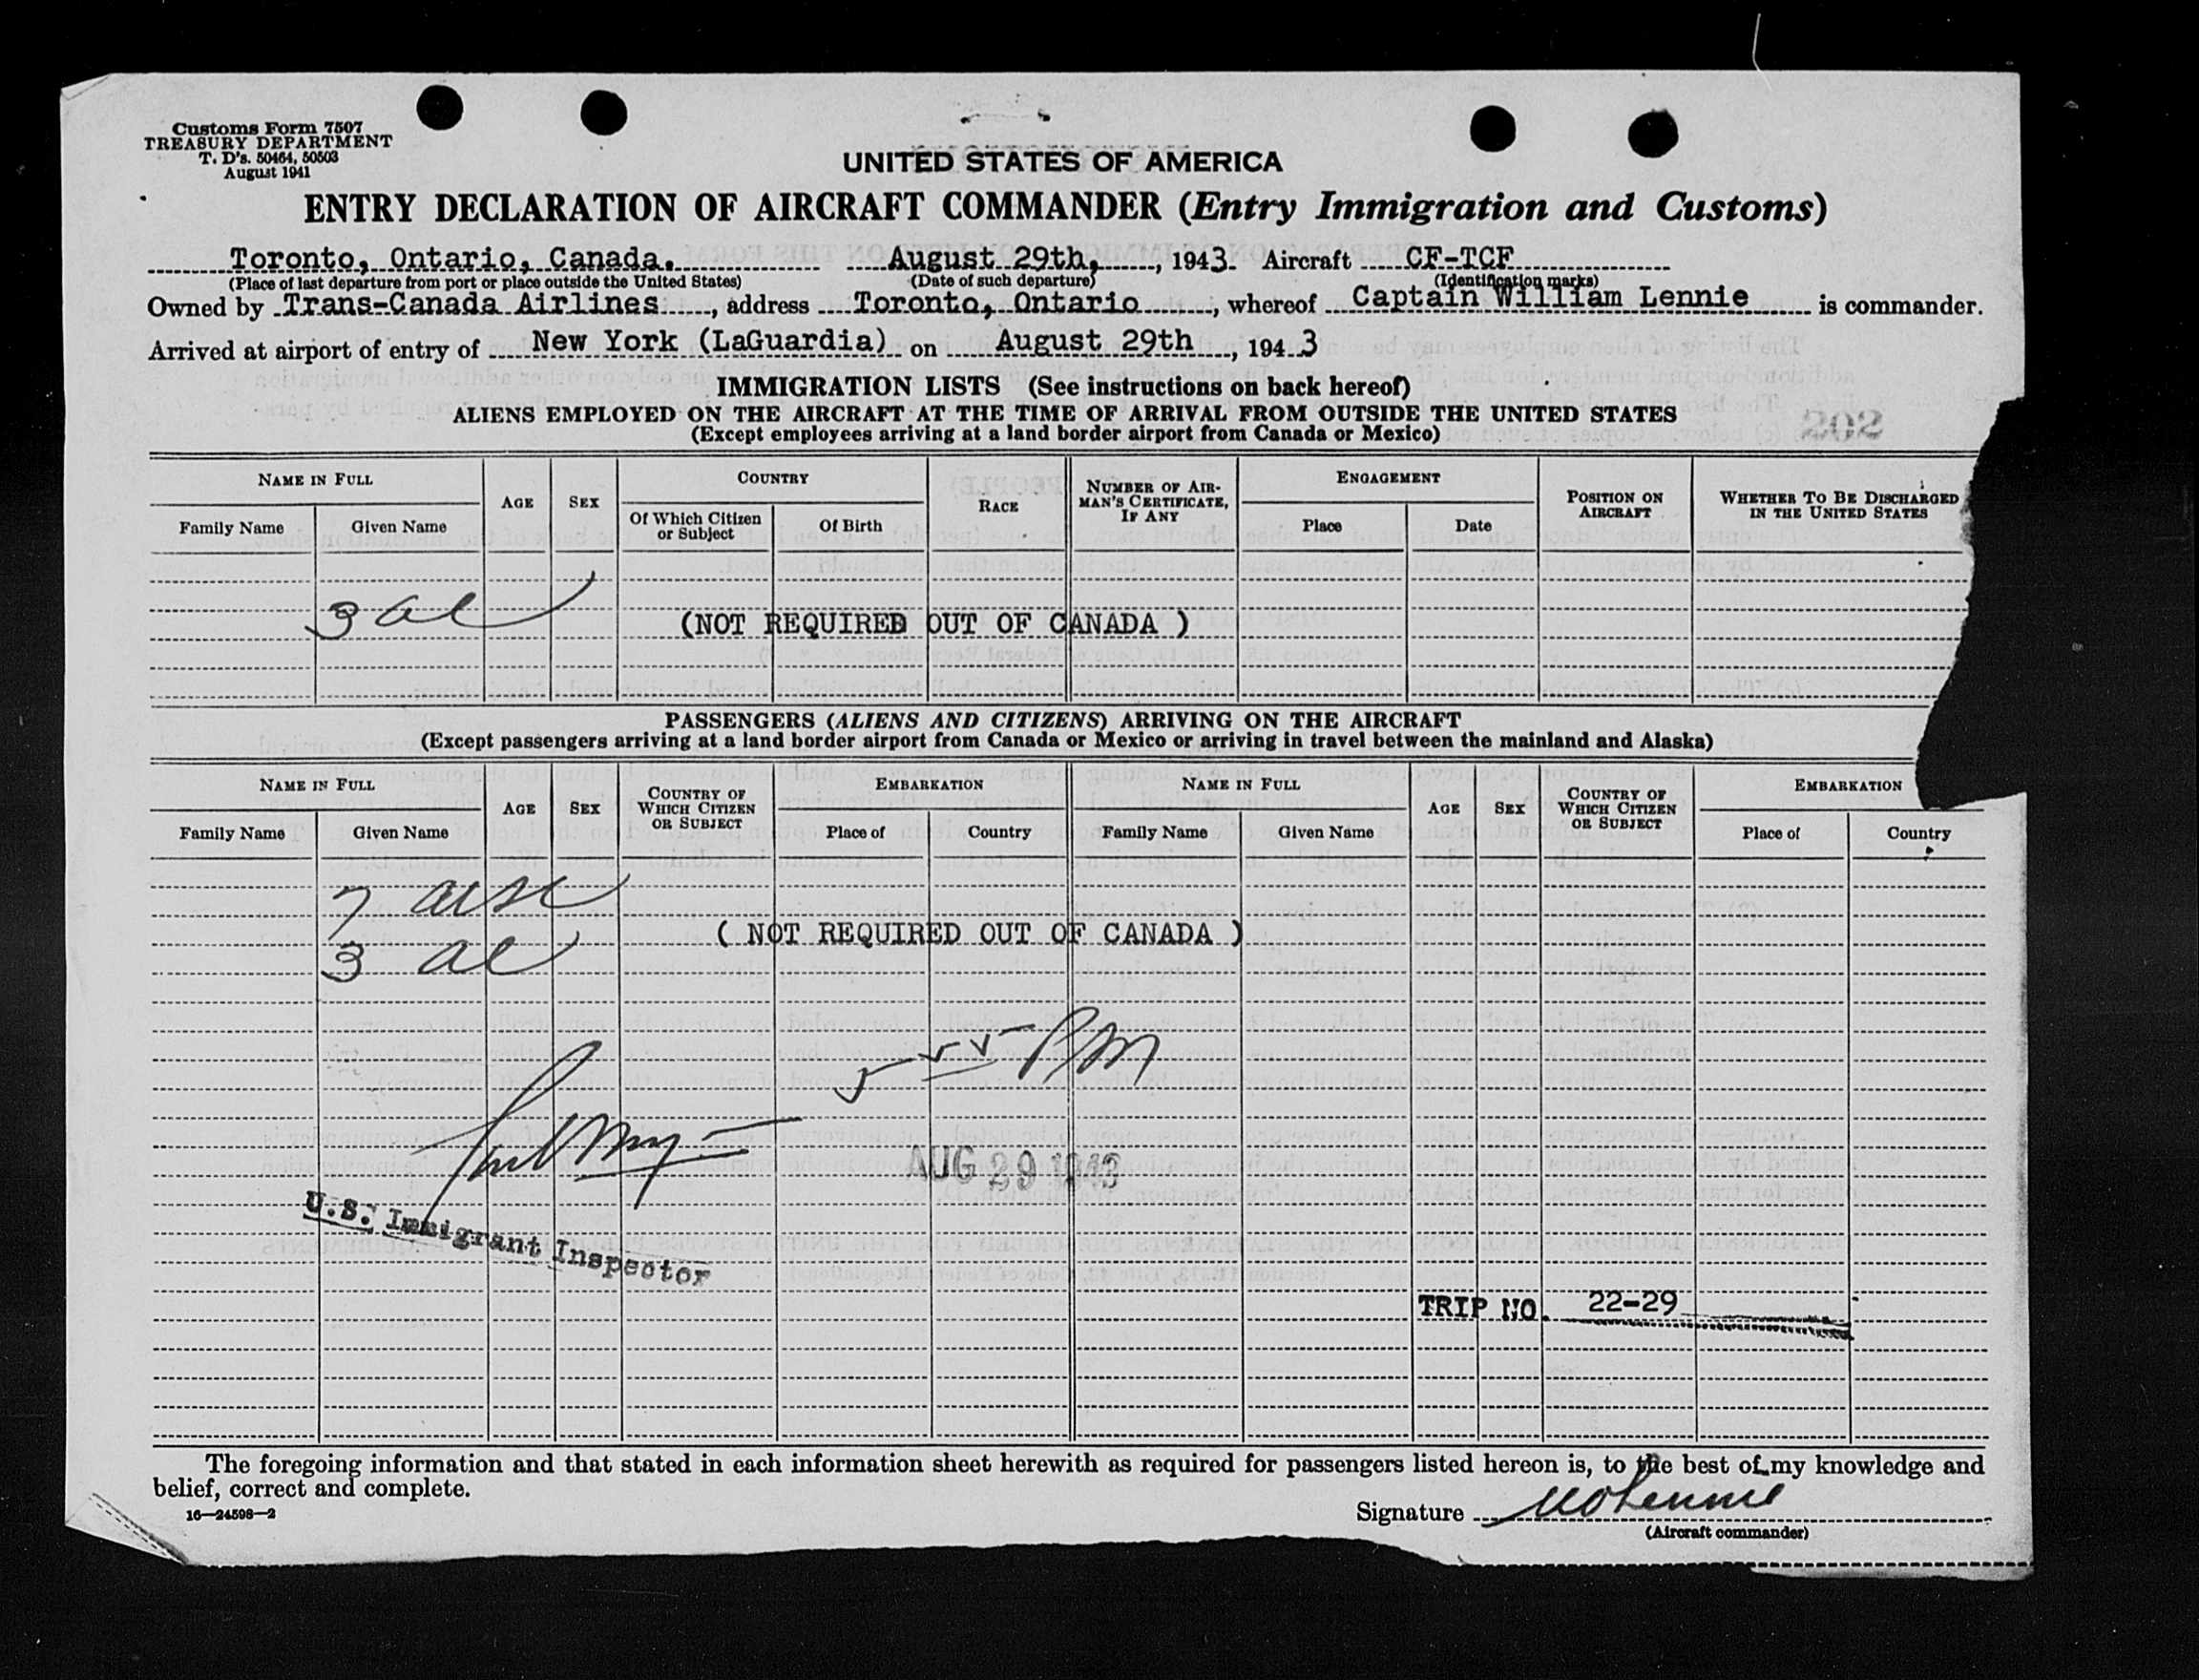 Customs Form 7507
TREASURY DEPARTMENT
T. D's. 50464, 50503
August 1941
UNITED STATES OF AMERICA
ENTRY DECLARATION OF AIRCRAFT COMMANDER (Entry Immigration and Customs)
Toronto, Ontario, Canada. August 29th, , 1943. Aircraft CF-TCF
(Place of last departure from port or place outside the United States) (Date of such departure) (Identification marks)
Owned by Trans-Canada Airlines , address Toronto, Ontario , whereof Captain William Lennie is commander.
Arrived at airport of entry of New York (LaGuardia) on August 29th , 194 3
IMMIGRATION LISTS (See instructions on back hereof)
ALIENS EMPLOYED ON THE AIRCRAFT AT THE TIME OF ARRIVAL FROM OUTSIDE THE UNITED STATES
(Except employees arriving at a land border airport from Canada or Mexico)
NAME IN FULL AGE SEX COUNTRY RACE NUMBER OF AIR-MAN'S CERTIFICATE, IF ANY ENGAGEMENT POSITION ON AIRCRAFT WHETHER TO BE DISCHARGED IN THE UNITED STATES
Family Name Given Name Of Which Citizen or Subject Of Birth Place Date
3 al
(NOT REQUIRED OUT OF CANADA )
PASSENGERS (ALIENS AND CITIZENS) ARRIVING ON THE AIRCRAFT
(Except passengers arriving at a land border airport from Canada or Mexico or arriving in travel between the mainland and Alaska)
NAME IN FULL AGE SEX COUNTRY OF WHICH CITIZEN OR SUBJECT EMBARKATION NAME IN FULL AGE SEX COUNTRY OF WHICH CITIZEN OR SUBJECT EMBARKATION
Family Name Given Name Place of Country Family Name Given Name Place of Country
7
( NOT REQUIRED OUT OF CANADA )
3 al
5 55 PM
AUG 29 1943
U.S. Immigrant Inspector
TRIP NO. 22-29
The foregoing information and that stated in each information sheet herewith as required for passengers listed hereon is, to the best of my knowledge and
belief, correct and complete.
16—24598—2
Signature WO Lennie
(Aircraft commander)